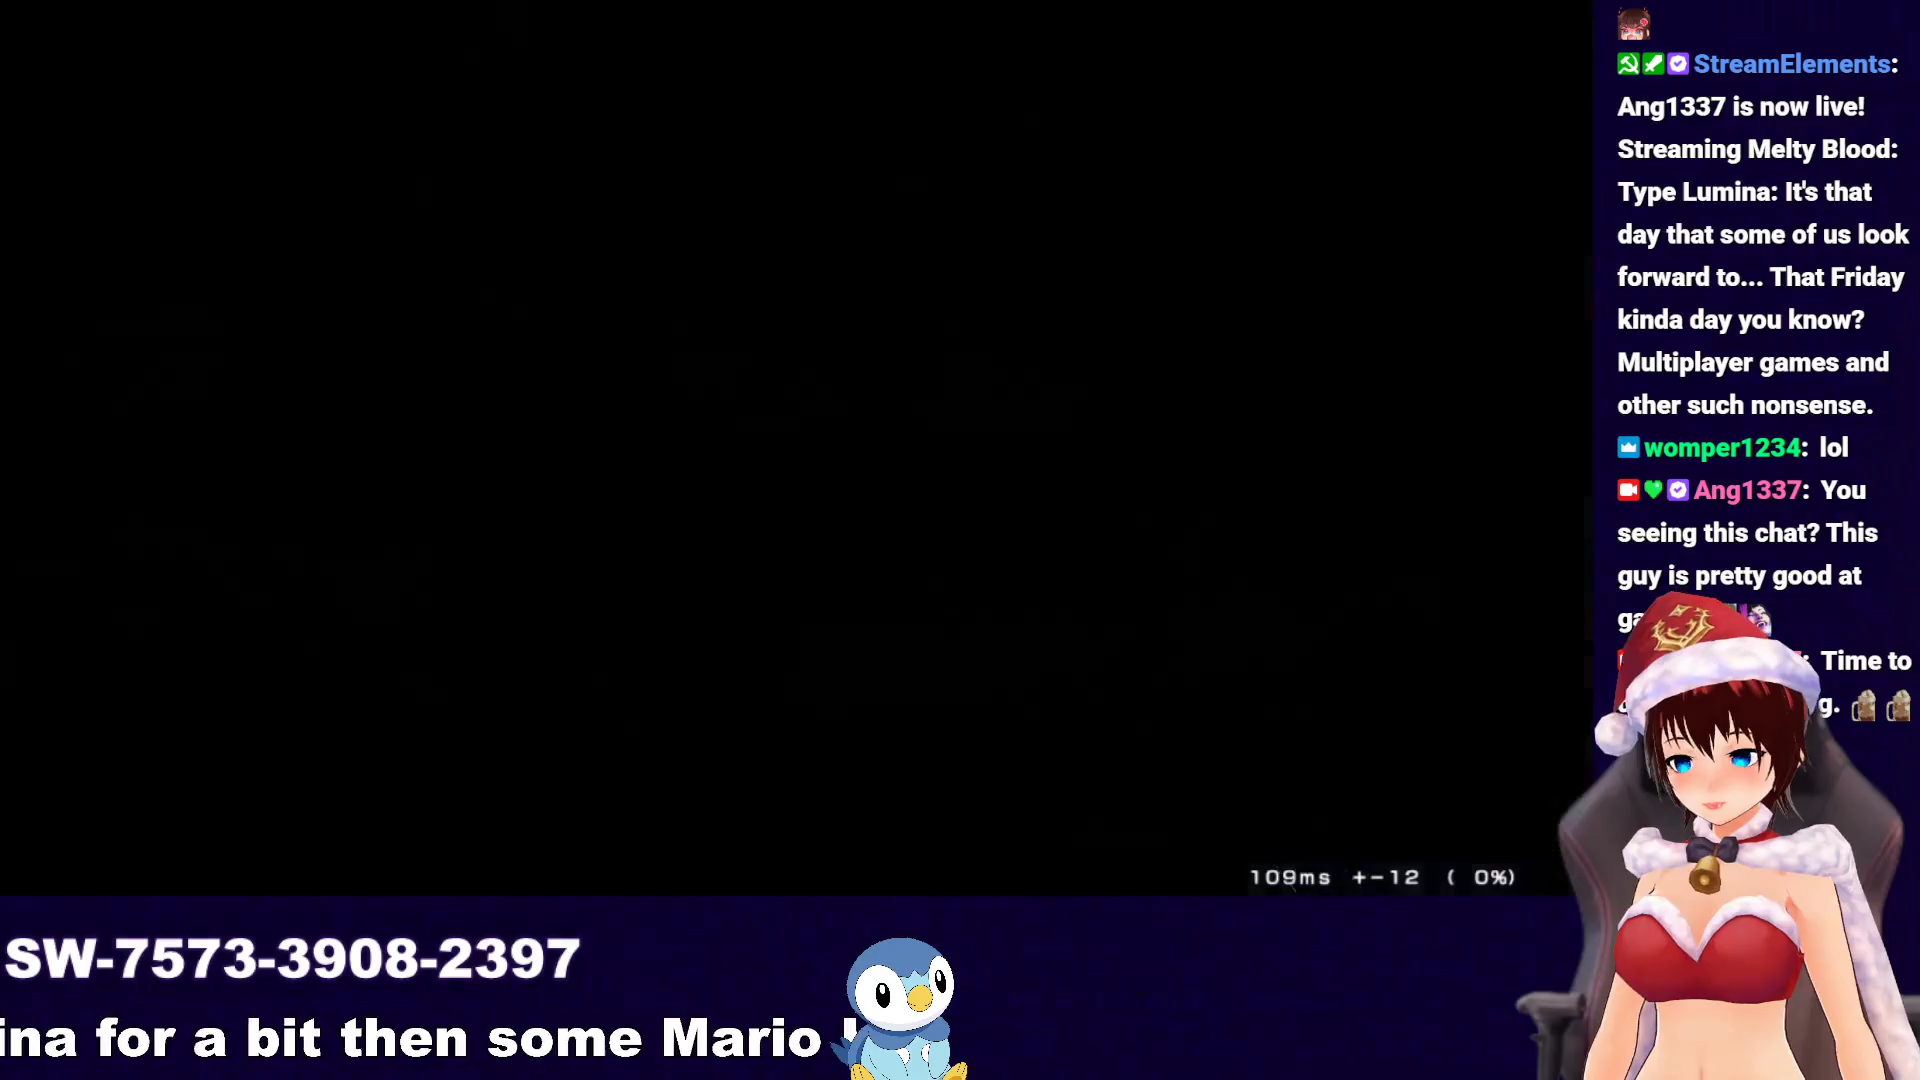 StreamElements:
Ang1337 is now live!
Streaming Melty Blood:
Type Lumina: It's that
day that some of us look
forward to... That Friday
kinda day you know?
Multiplayer games and
other such nonsense.
womper1234: lol
Ang1337: You
seeing this chat? This
guy is pretty good at
: Time to
g.
109ms +-12 ( 0%)
SW-7573-3908-2397
ina for a bit then some Mario